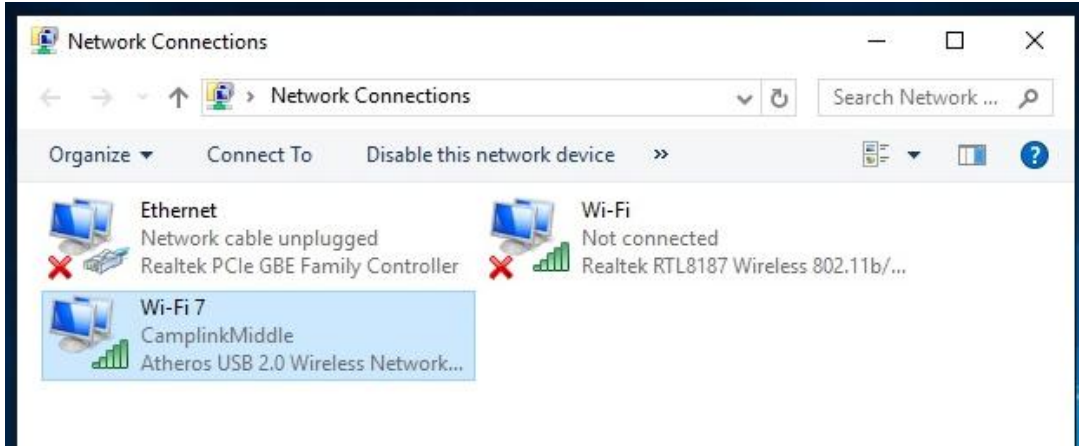 Network Connections
Network Connections
Search Network ...
Organize
Connect To
Disable this network device
»
Ethernet
Network cable unplugged
Realtek PCIe GBE Family Controller
Wi-Fi
Not connected
Realtek RTL8187 Wireless 802.11b/...
Wi-Fi 7
CamplinkMiddle
Atheros USB 2.0 Wireless Network...